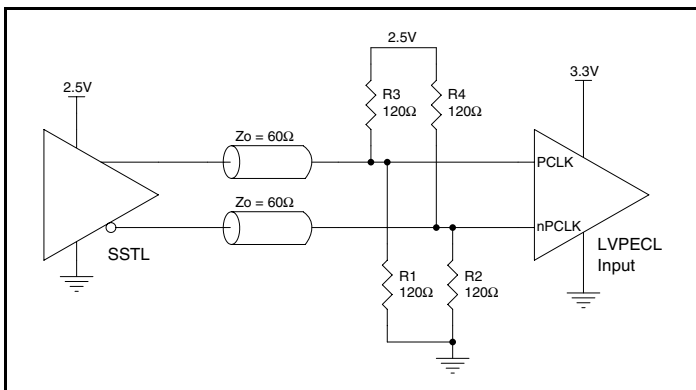 2.5V
2.5V
3.3V
R3
120Ω
R4
120Ω
Zo = 60Ω
PCLK
Zo = 60Ω
nPCLK
SSTL
LVPECL
Input
R1
120Ω
R2
120Ω